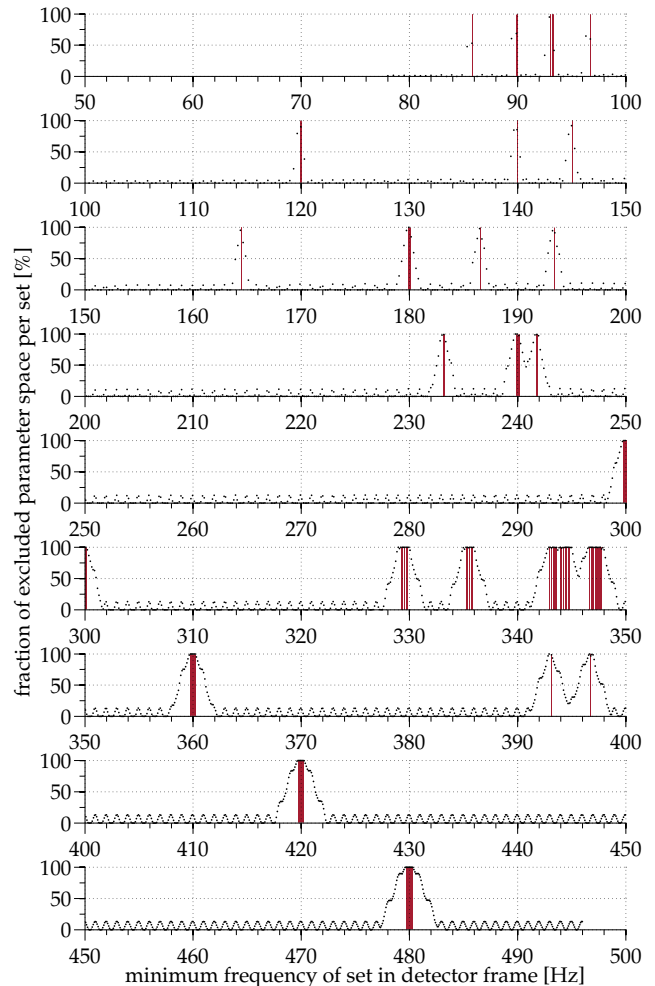 fraction of excluded parameter space per set [%]
100
50
0
50 60 70 80 90 100
100
50
0
100 110 120 130 140 150
100
50
0
150 160 170 180 190 200
100
50
0
200 210 220 230 240 250
100
50
0
250 260 270 280 290 300
100
50
0
300 310 320 330 340 350
100
50
0
350 360 370 380 390 400
100
50
0
400 410 420 430 440 450
100
50
0
450 460 470 480 490 500
minimum frequency of set in detector frame [Hz]